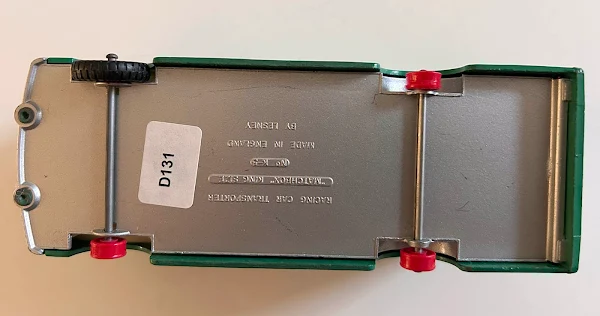 RACING CAR TRANSPORTER
"MATCHBOX" KING SIZE
No K-5
MADE IN ENGLAND
BY LESNEY
D131